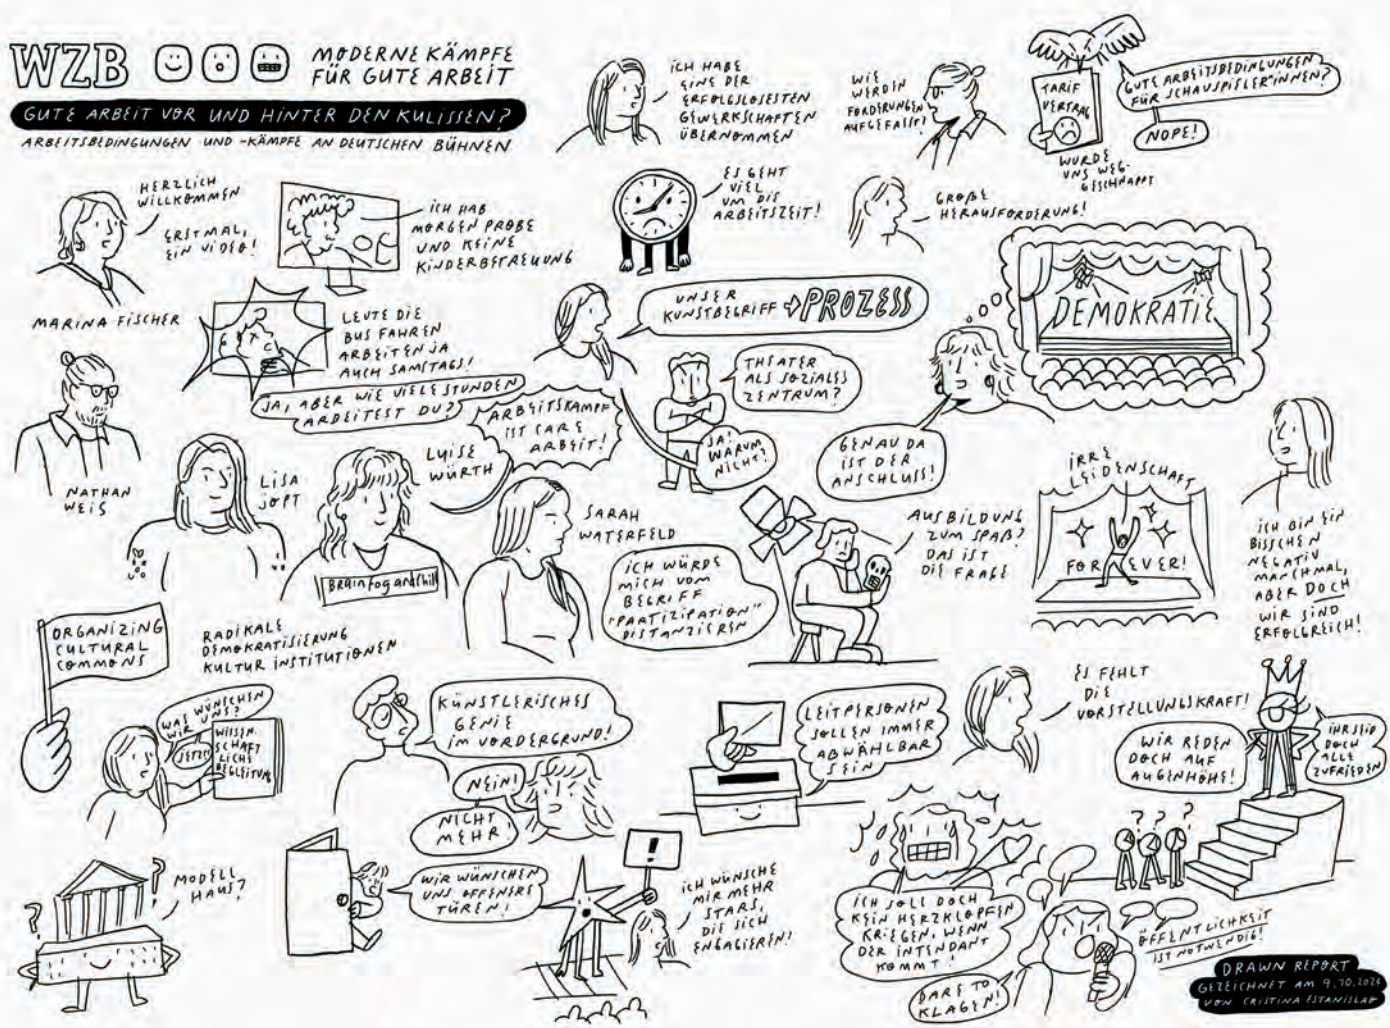 WZB
MODERNE KÄMPFE
FÜR GUTE ARBEIT
GUTE ARBEIT VOR UND HINTER DEN KULISSEN?
ARBEITSBEDINGUNGEN UND -KÄMPFE AN DEUTSCHEN BÜHNEN
ICH HABE
EINE DER
ERFOLGLOSESTEN
GEWERKSCHAFTEN
ÜBERNOMMEN
WIE
WERDEN
FORDERUNGEN
AUFGEFASST?
TARIF
VERTRAG
WURDE
UNS WEG-
GESCHNAPPT
GUTE ARBEITSBEDINGUNGEN
FÜR SCHAUSPIELER*INNEN?
NOPE!
HERZLICH
WILLKOMMEN
ERSTMAL,
EIN VIDEO!
MARINA FISCHER
ICH HAB
MORGEN PROBE
UND KEINE
KINDERBETREUUNG
ES GEHT
VIEL
UM DIE
ARBEITSZEIT!
GROßE
HERAUSFORDERUNG!
LEUTE DIE
BUS FAHREN
ARBEITEN JA
AUCH SAMSTAGS!
JA, ABER WIE VIELE STUNDEN
ARBEITEST DU?
UNSER
KUNSTBEGRIFF → PROZESS
DEMOKRATIE
THEATER
ALS SOZIALES
ZENTRUM?
JA!
WARUM
NICHT?
GENAU DA
IST DER
ANSCHLUSS!
NATHAN
WEIS
LISA
JOPT
LUISE
WÜRTH
ARBEITSKAMPF
IST CARE
ARBEIT!
Brainfogandchill
SARAH
WATERFELD
ICH WÜRDE
MICH VOM
BEGRIFF
"PARTIZIPATION"
DISTANZIEREN
AUSBILDUNG
ZUM SPAß?
DAS IST
DIE FRAGE
IRRE
LEIDENSCHAFT
FOR EVER!
ICH BIN EIN
BISSCHEN
NEGATIV
MANCHMAL,
ABER DOCH
WIR SIND
ERFOLGREICH!
ORGANIZING
CULTURAL
COMMONS
RADIKALE
DEMOKRATISIERUNG
KULTUR INSTITUTIONEN
WAS WÜNSCHEN
WIR UNS?
JETZT!
WISSEN
SCHAFT
LICHE
BEGLEITUNG
KÜNSTLERISCHES
GENIE
IM VORDERGRUND!
NEIN!
NICHT
MEHR!
LEITPERSONEN
SOLLEN IMMER
ABWÄHLBAR
SEIN
ES FEHLT
DIE
VORSTELLUNGSKRAFT!
WIR REDEN
DOCH AUF
AUGENHÖHE!
IHR SEID
DOCH
ALLE
ZUFRIEDEN
? ? ?
? ?
MODELL
HAUS?
WIR WÜNSCHEN
UNS OFFENERE
TÜREN!
!
ICH WÜNSCHE
MIR MEHR
STARS,
DIE SICH
ENGAGIEREN!
ICH SOLL DOCH
KEIN HERZKLOPFEN
KRIEGEN, WENN
DER INTENDANT
KOMMT!
DARE TO
KLAGEN!
ÖFFENTLICHKEIT
IST NOTWENDIG!
DRAWN REPORT
GEZEICHNET AM 9.10.2024
VON CRISTINA ESTANISLAO